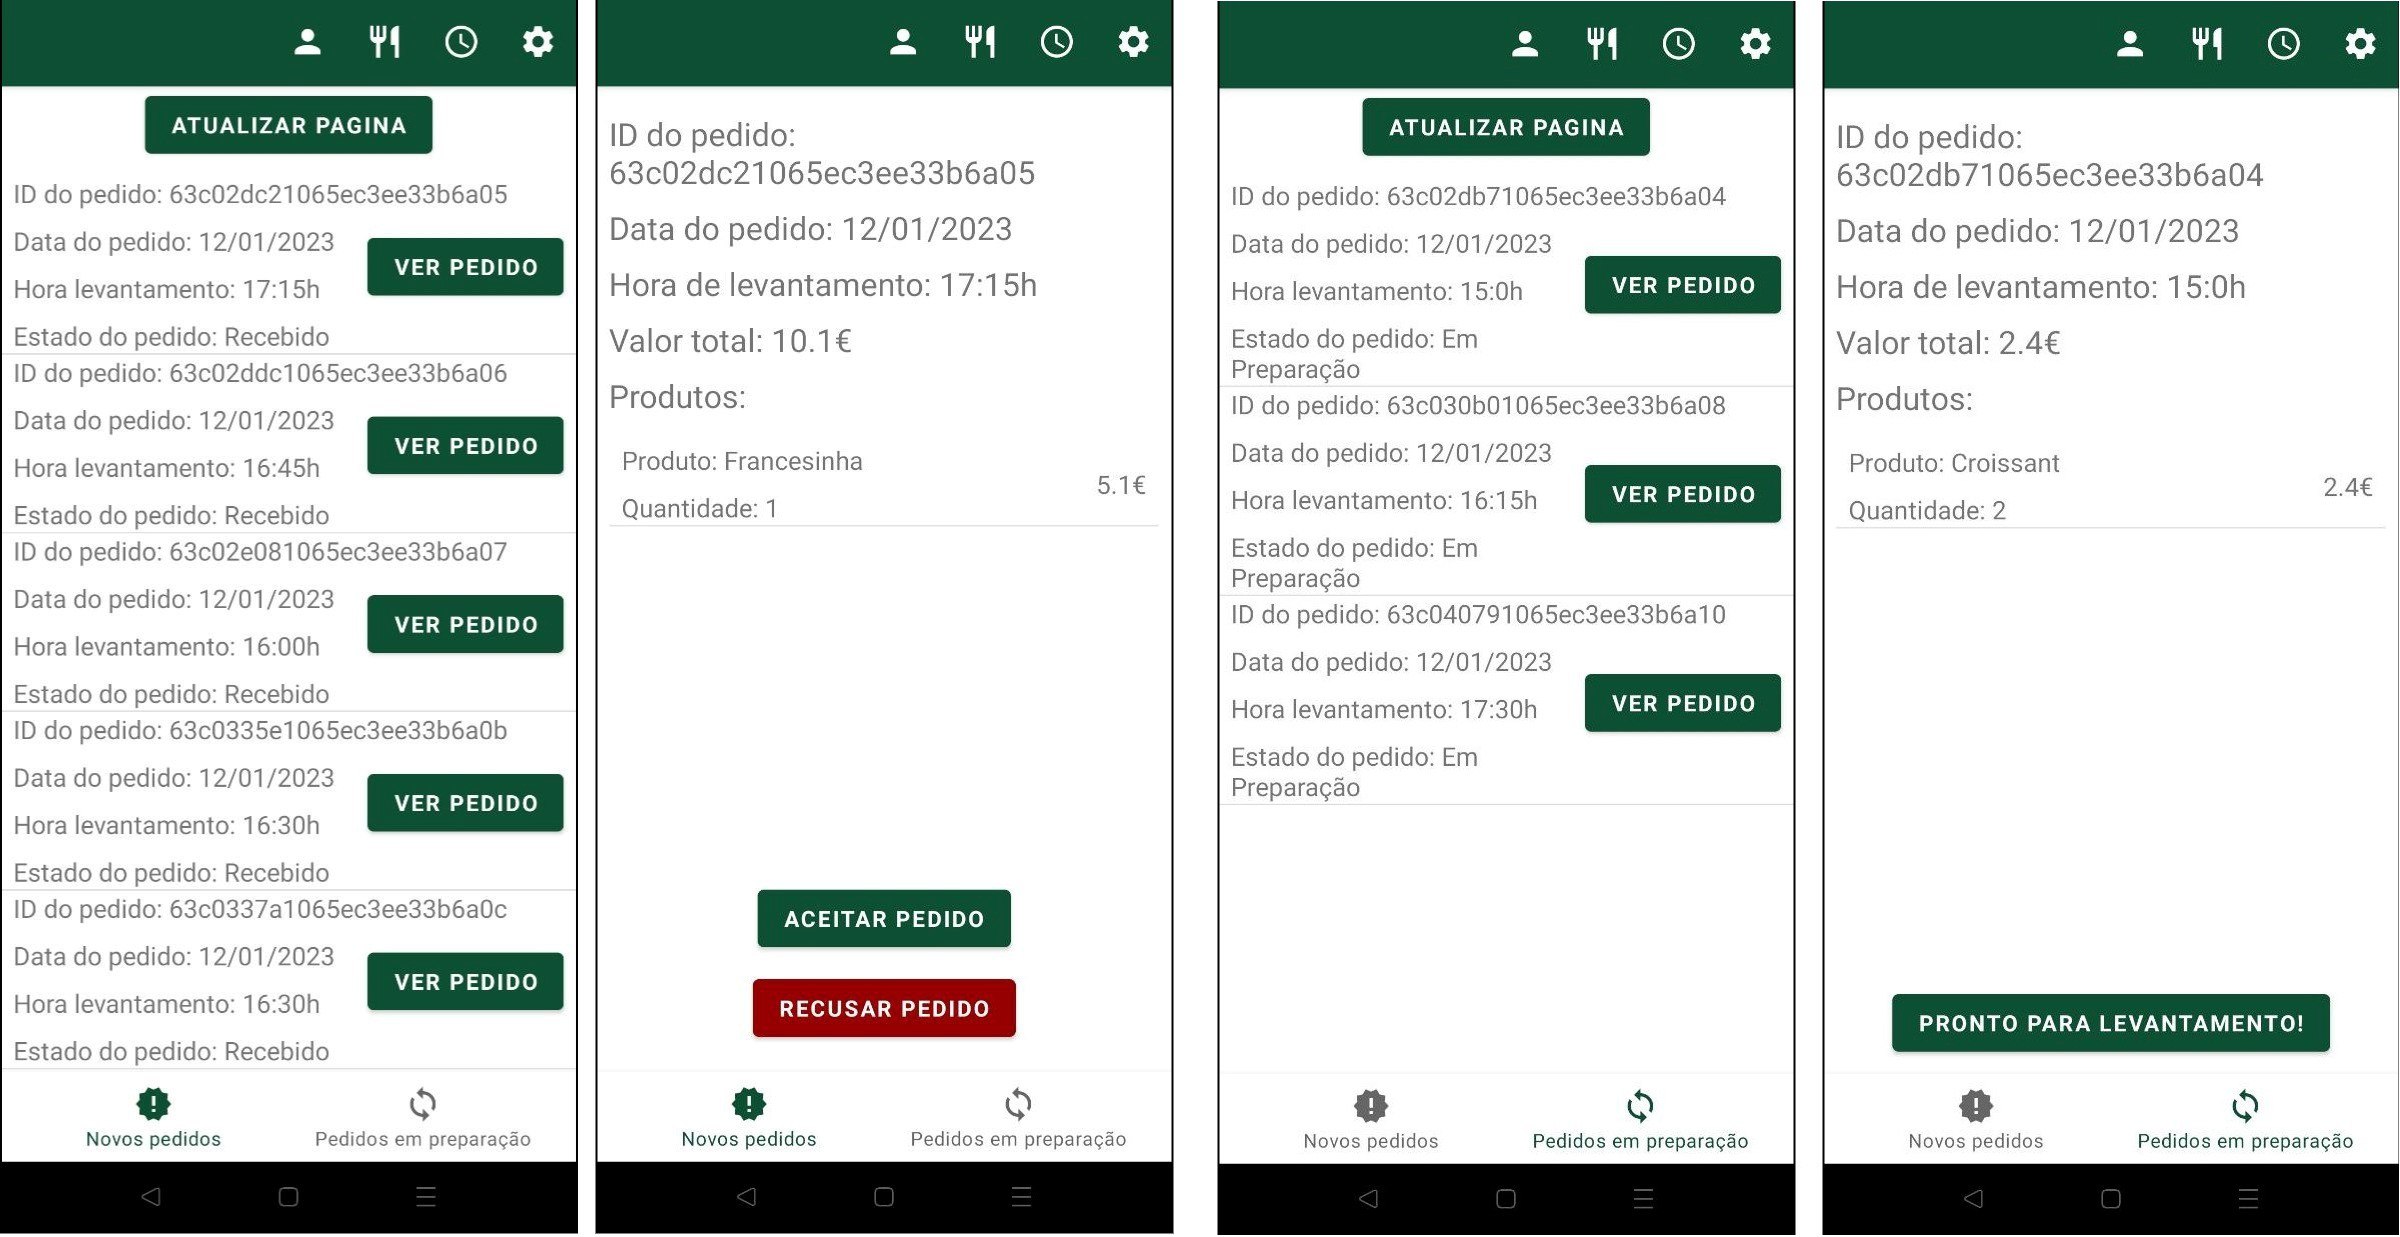 ATUALIZAR PAGINA
ID do pedido: 63c02dc21065ec3ee33b6a05
Data do pedido: 12/01/2023
VER PEDIDO
Hora levantamento: 17:15h
Estado do pedido: Recebido
ID do pedido: 63c02ddc1065ec3ee33b6a06
Data do pedido: 12/01/2023
VER PEDIDO
Hora levantamento: 16:45h
Estado do pedido: Recebido
ID do pedido: 63c02e081065ec3ee33b6a07
Data do pedido: 12/01/2023
VER PEDIDO
Hora levantamento: 16:00h
Estado do pedido: Recebido
ID do pedido: 63c0335e1065ec3ee33b6a0b
Data do pedido: 12/01/2023
VER PEDIDO
Hora levantamento: 16:30h
Estado do pedido: Recebido
ID do pedido: 63c0337a1065ec3ee33b6a0c
Data do pedido: 12/01/2023
VER PEDIDO
Hora levantamento: 16:30h
Estado do pedido: Recebido
Novos pedidos
Pedidos em preparação
ID do pedido:
63c02dc21065ec3ee33b6a05
Data do pedido: 12/01/2023
Hora de levantamento: 17:15h
Valor total: 10.1€
Produtos:
Produto: Francesinha
5.1€
Quantidade: 1
ACEITAR PEDIDO
RECUSAR PEDIDO
Novos pedidos
Pedidos em preparação
ATUALIZAR PAGINA
ID do pedido: 63c02db71065ec3ee33b6a04
Data do pedido: 12/01/2023
VER PEDIDO
Hora levantamento: 15:0h
Estado do pedido: Em
Preparação
ID do pedido: 63c030b01065ec3ee33b6a08
Data do pedido: 12/01/2023
VER PEDIDO
Hora levantamento: 16:15h
Estado do pedido: Em
Preparação
ID do pedido: 63c040791065ec3ee33b6a10
Data do pedido: 12/01/2023
VER PEDIDO
Hora levantamento: 17:30h
Estado do pedido: Em
Preparação
Novos pedidos
Pedidos em preparação
ID do pedido:
63c02db71065ec3ee33b6a04
Data do pedido: 12/01/2023
Hora de levantamento: 15:0h
Valor total: 2.4€
Produtos:
Produto: Croissant
2.4€
Quantidade: 2
PRONTO PARA LEVANTAMENTO!
Novos pedidos
Pedidos em preparação